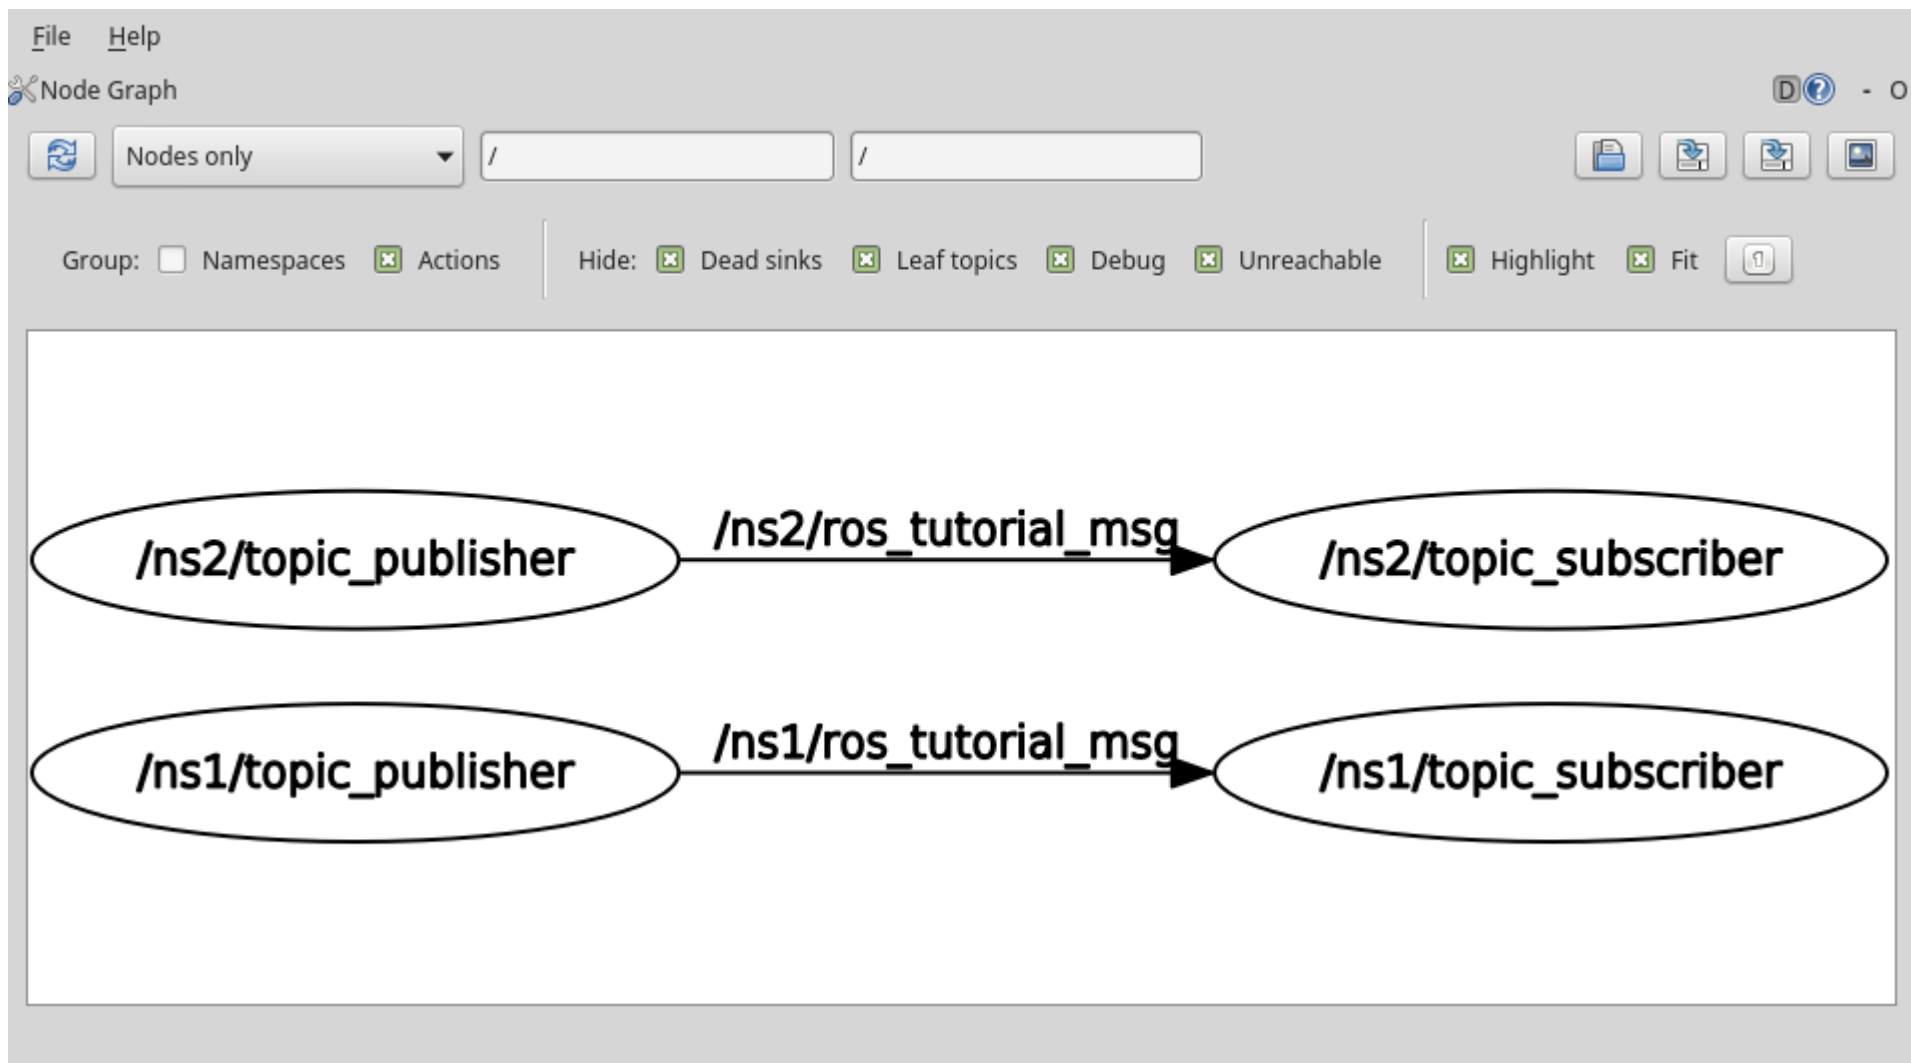 File Help
Node Graph D ? - O
Nodes only / /
Group: Namespaces Actions Hide: Dead sinks Leaf topics Debug Unreachable Highlight Fit
/ns2/topic_publisher /ns2/ros_tutorial_msg /ns2/topic_subscriber
/ns1/topic_publisher /ns1/ros_tutorial_msg /ns1/topic_subscriber